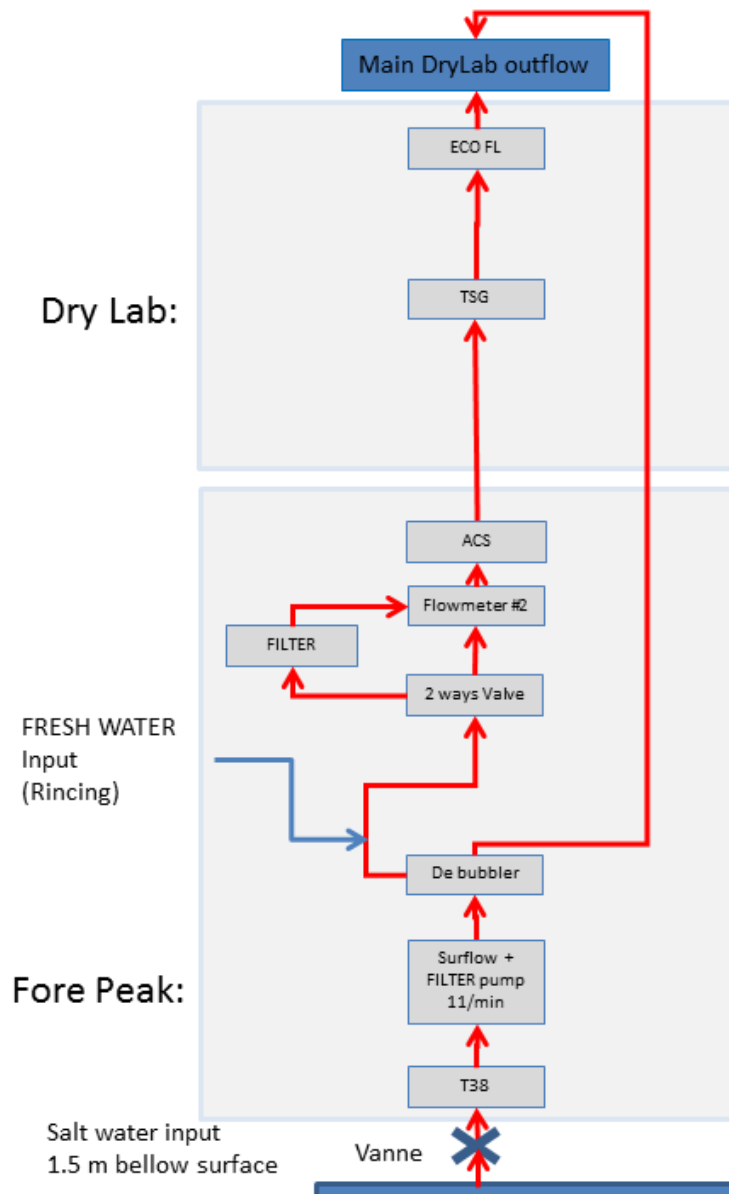 Main DryLab outflow
ECO FL
Dry Lab:
TSG
ACS
Flowmeter #2
FILTER
2 ways Valve
FRESH WATER
Input
(Rincing)
De bubbler
Surflow +
FILTER pump
11/min
Fore Peak:
T38
Salt water input
1.5 m bellow surface
Vanne